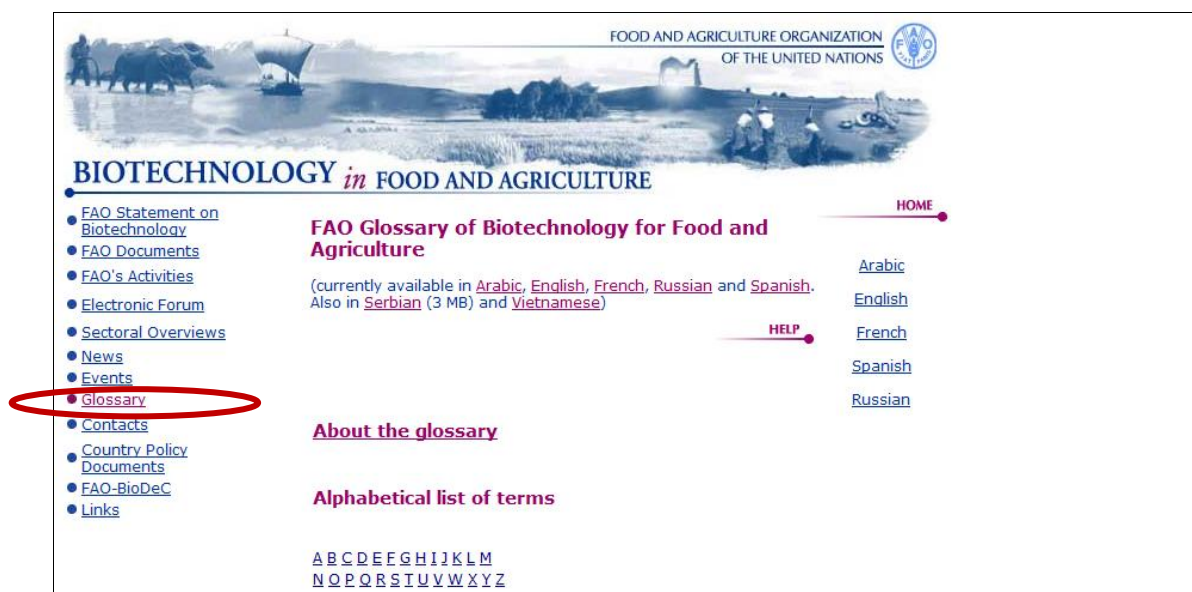 FOOD AND AGRICULTURE ORGANIZATION
OF THE UNITED NATIONS
F A O
FIAT PANIS
BIOTECHNOLOGY in FOOD AND AGRICULTURE
FAO Statement on
Biotechnology
FAO Documents
FAO's Activities
Electronic Forum
Sectoral Overviews
News
Events
Glossary
Contacts
Country Policy
Documents
FAO-BioDeC
Links
FAO Glossary of Biotechnology for Food and
Agriculture
(currently available in Arabic, English, French, Russian and Spanish.
Also in Serbian (3 MB) and Vietnamese)
HELP
About the glossary
Alphabetical list of terms
A B C D E F G H I J K L M
N O P Q R S T U V W X Y Z
HOME
Arabic
English
French
Spanish
Russian